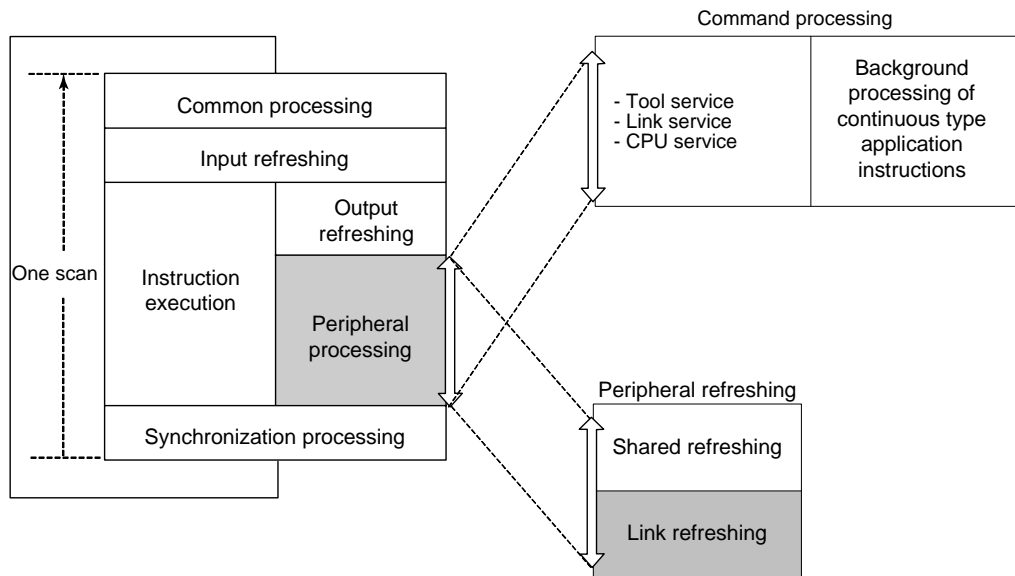 Command processing
Common processing
Input refreshing
Output
refreshing
Instruction
execution
Peripheral
processing
Synchronization processing
One scan
- Tool service
- Link service
- CPU service
Background
processing of
continuous type
application
instructions
Peripheral refreshing
Shared refreshing
Link refreshing